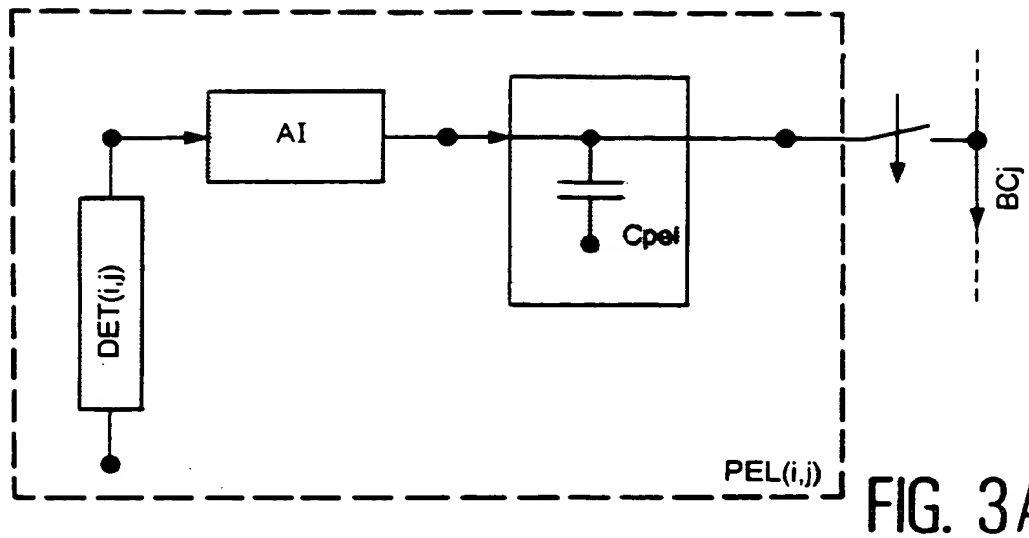 AI
BCj
Cpel
DET(i,j)
PEL(i,j)
FIG. 3A